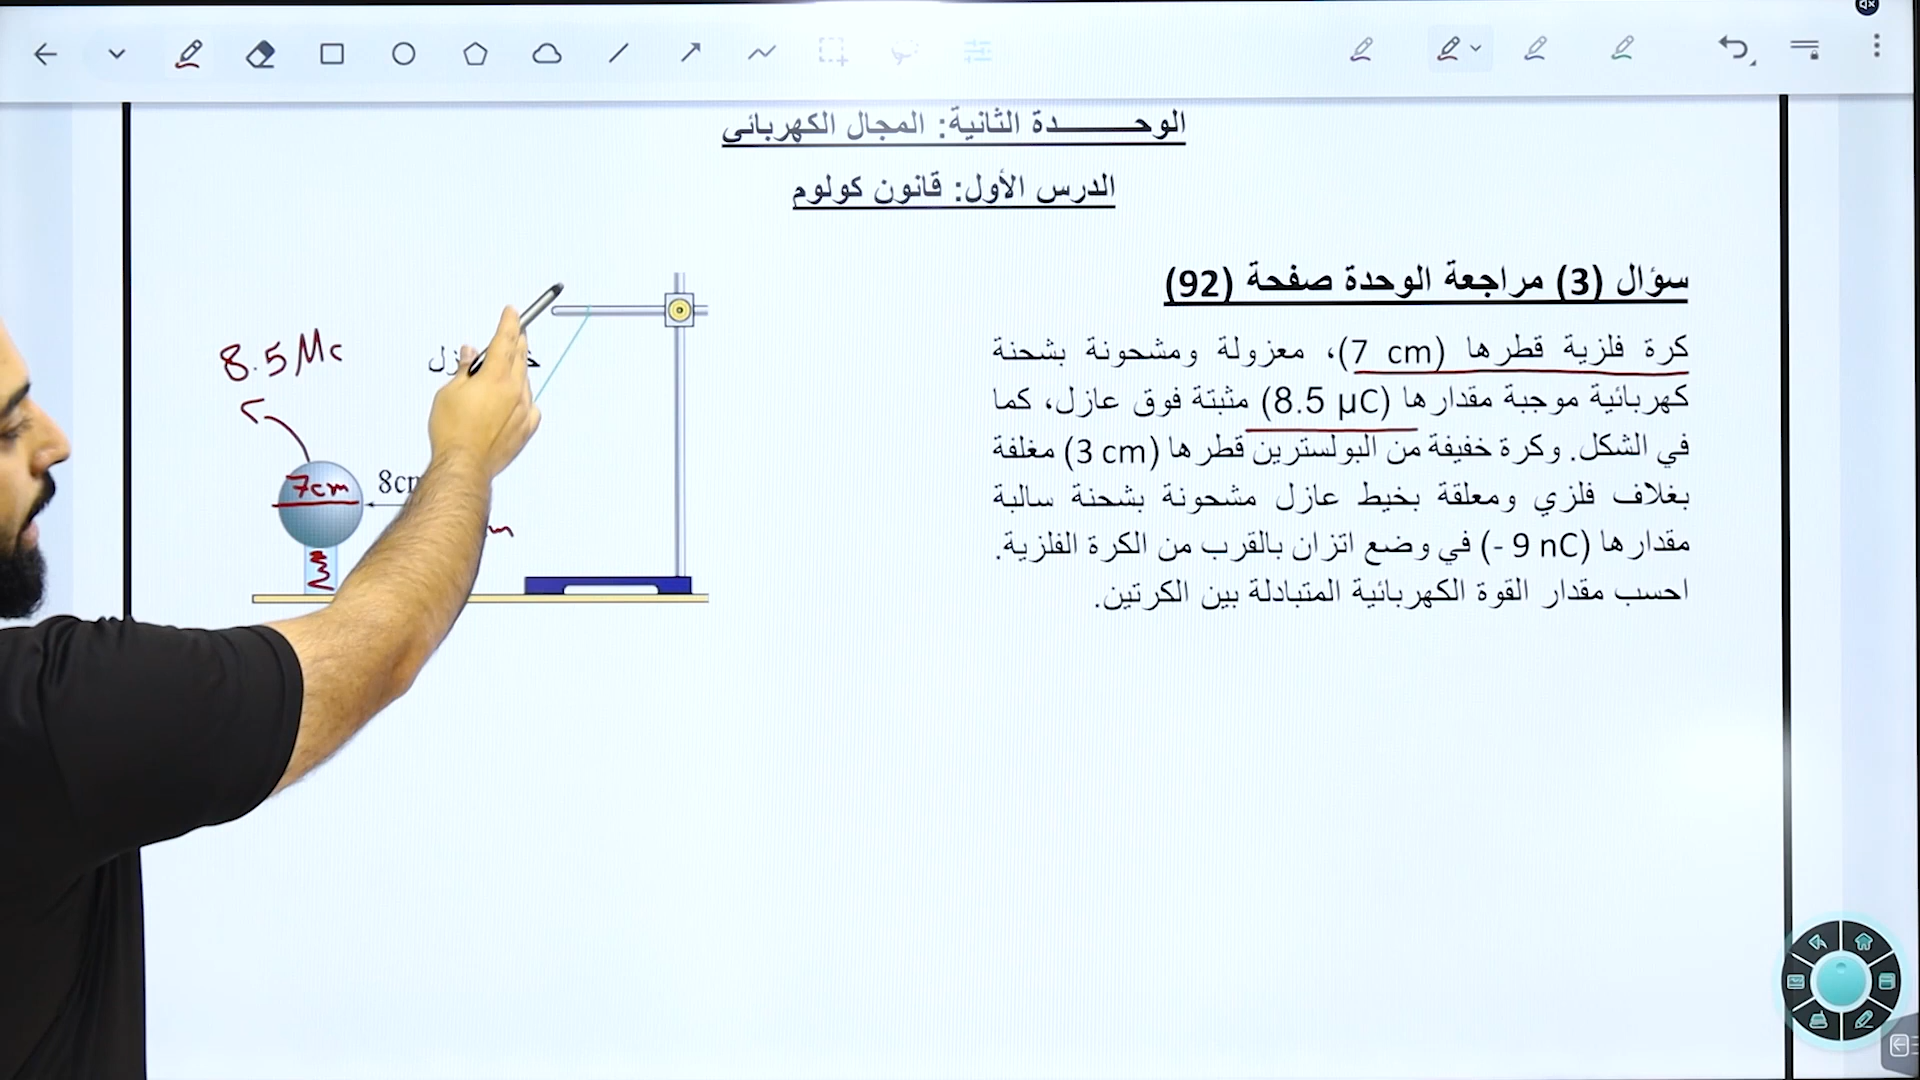 الوحـــــــدة الثانية: المجال الكهربائي
الدرس الأول: قانون كولوم
سؤال (3) مراجعة الوحدة صفحة (92)
كرة فلزية قطرها (7 cm)، معزولة ومشحونة بشحنة
كهربائية موجبة مقدارها (8.5 µC) مثبتة فوق عازل، كما
في الشكل. وكرة خفيفة من البولسترين قطرها (3 cm) مغلفة
بغلاف فلزي ومعلقة بخيط عازل مشحونة بشحنة سالبة
مقدارها (- 9 nC) في وضع اتزان بالقرب من الكرة الفلزية.
احسب مقدار القوة الكهربائية المتبادلة بين الكرتين.
8.5 Mc
7cm